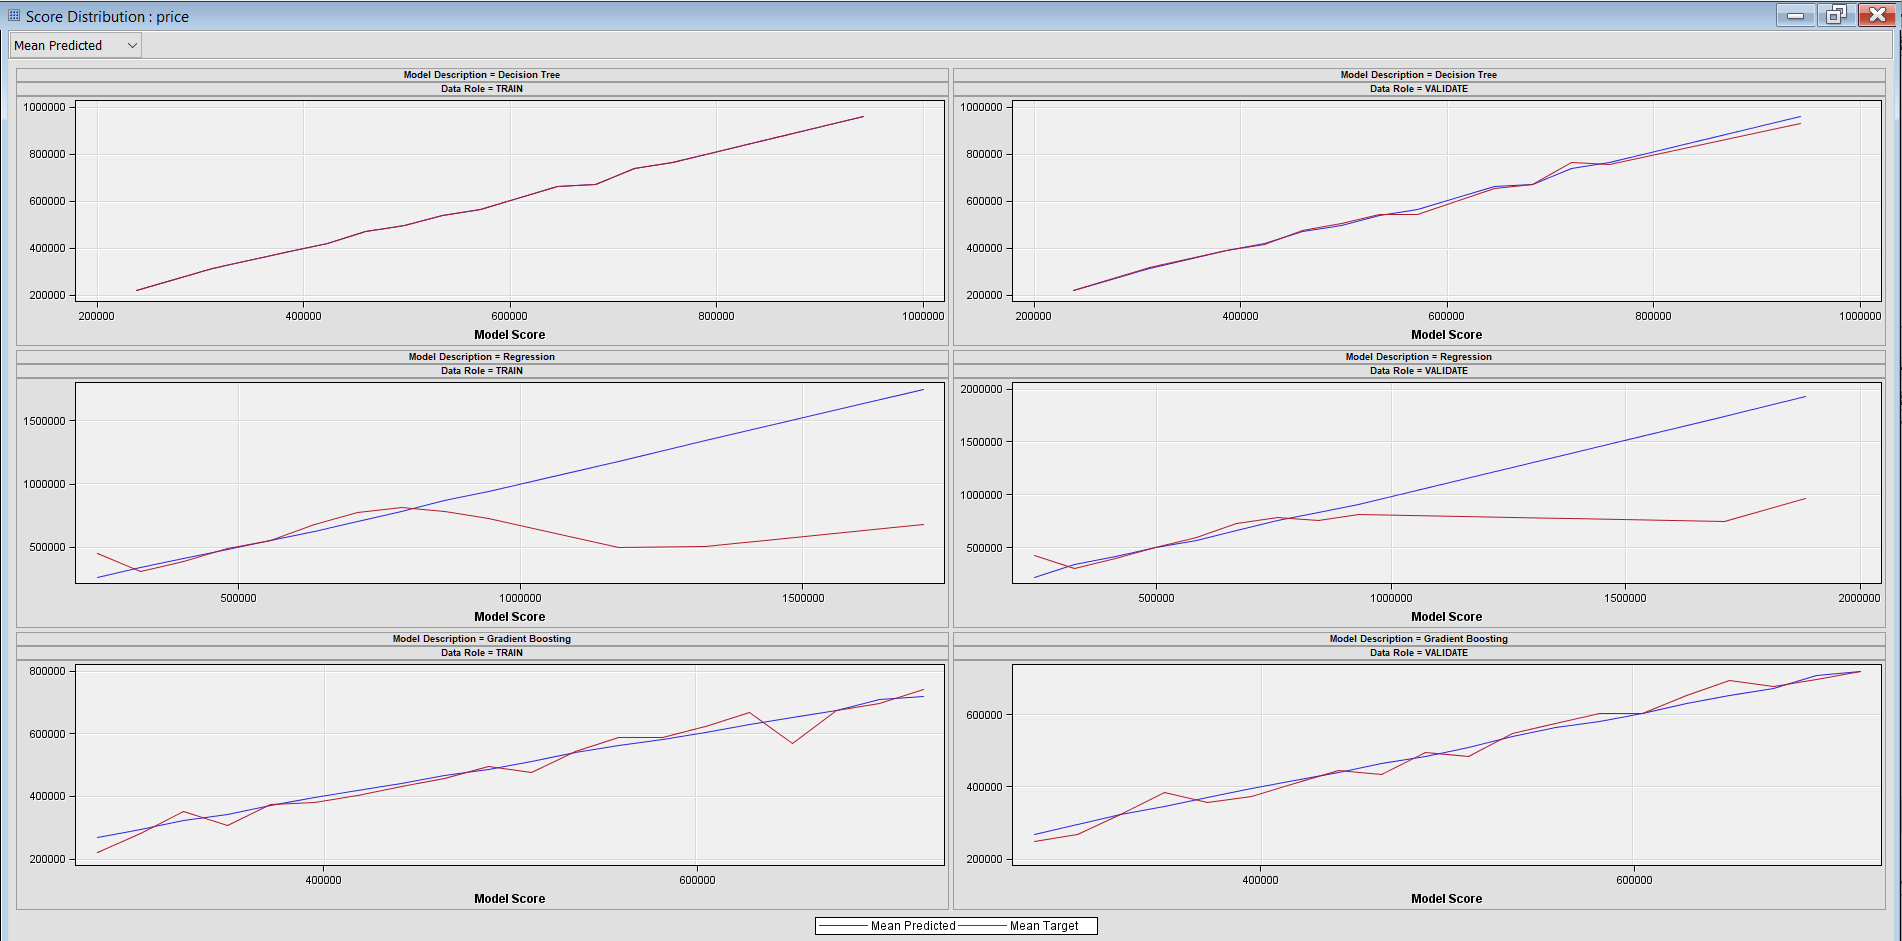 Score Distribution : price
Mean Predicted
Model Description = Decision Tree
Data Role = TRAIN
1000000
800000
600000
400000
200000
200000 400000 600000 800000 1000000
Model Score
Model Description = Decision Tree
Data Role = VALIDATE
1000000
800000
600000
400000
200000
200000 400000 600000 800000 1000000
Model Score
Model Description = Regression
Data Role = TRAIN
1500000
1000000
500000
500000 1000000 1500000
Model Score
Model Description = Regression
Data Role = VALIDATE
2000000
1500000
1000000
500000
500000 1000000 1500000 2000000
Model Score
Model Description = Gradient Boosting
Data Role = TRAIN
800000
600000
400000
200000
400000 600000
Model Score
Model Description = Gradient Boosting
Data Role = VALIDATE
600000
400000
200000
400000 600000
Model Score
Mean Predicted Mean Target